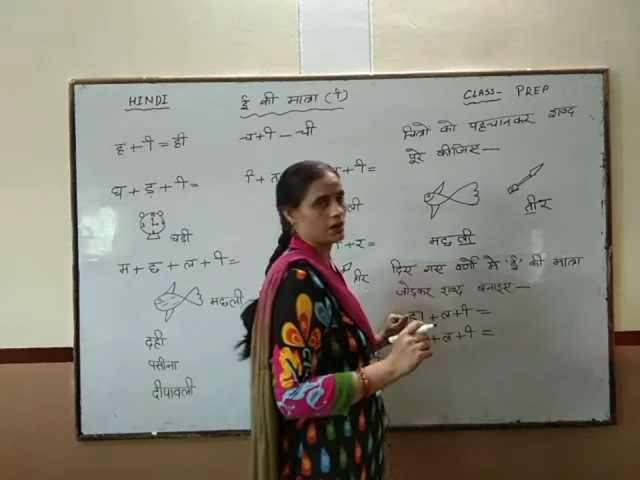 HINDI
ई की मात्रा (ी)
CLASS- PREP
ह + ी = ही
च + ी – ची
घ + ड़ + ी =
घड़ी
म + छ + ल + ी =
मछली
दही
पसीना
दीपावली
+ ी =
ली
+ र =
तीर
चित्रो को पहचानकर शब्द
पूरे कीजिए —
तीर
मछली
दिए गए वर्णो मे 'ई' की मात्रा
जोड़कर शब्द बनाइए —
+ ल + ी =
+ ल + ी =